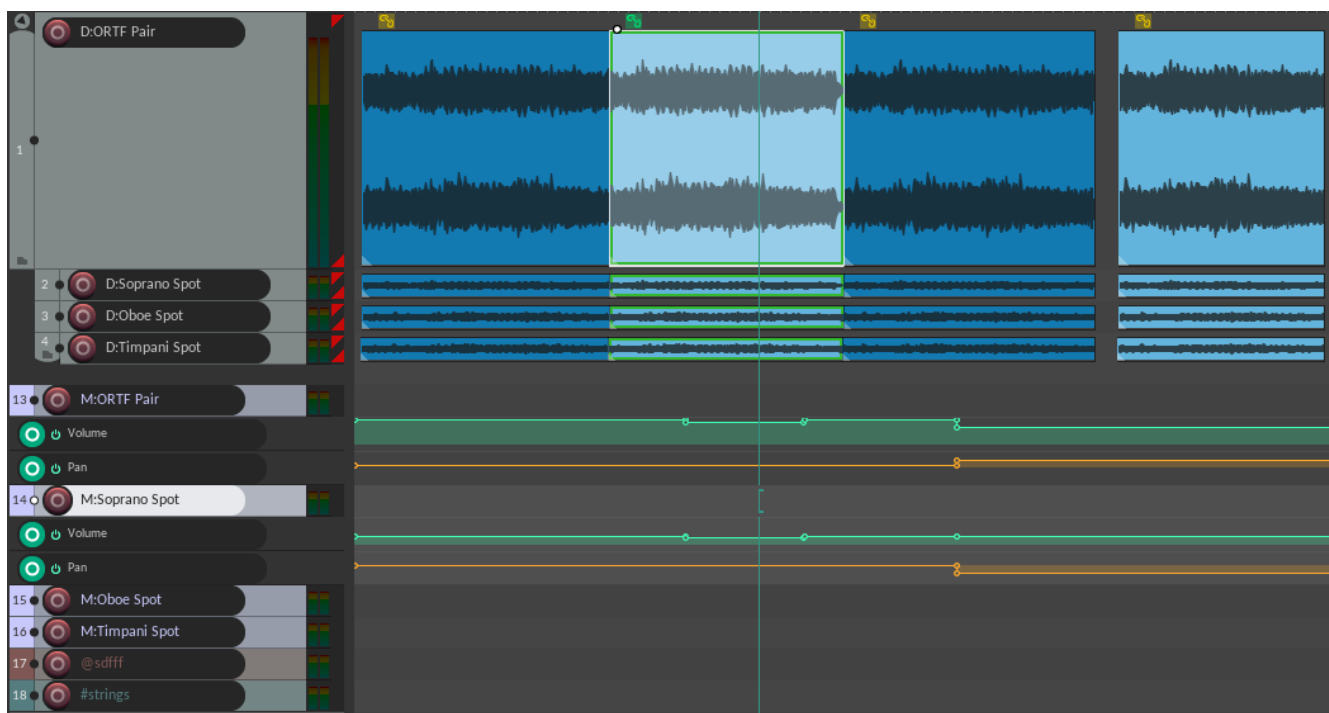 D:ORTF Pair
1
2 D:Soprano Spot
3 D:Oboe Spot
4 D:Timpani Spot
13 M:ORTF Pair
Volume
Pan
14 M:Soprano Spot
Volume
Pan
15 M:Oboe Spot
16 M:Timpani Spot
17 @sdfff
18 #strings